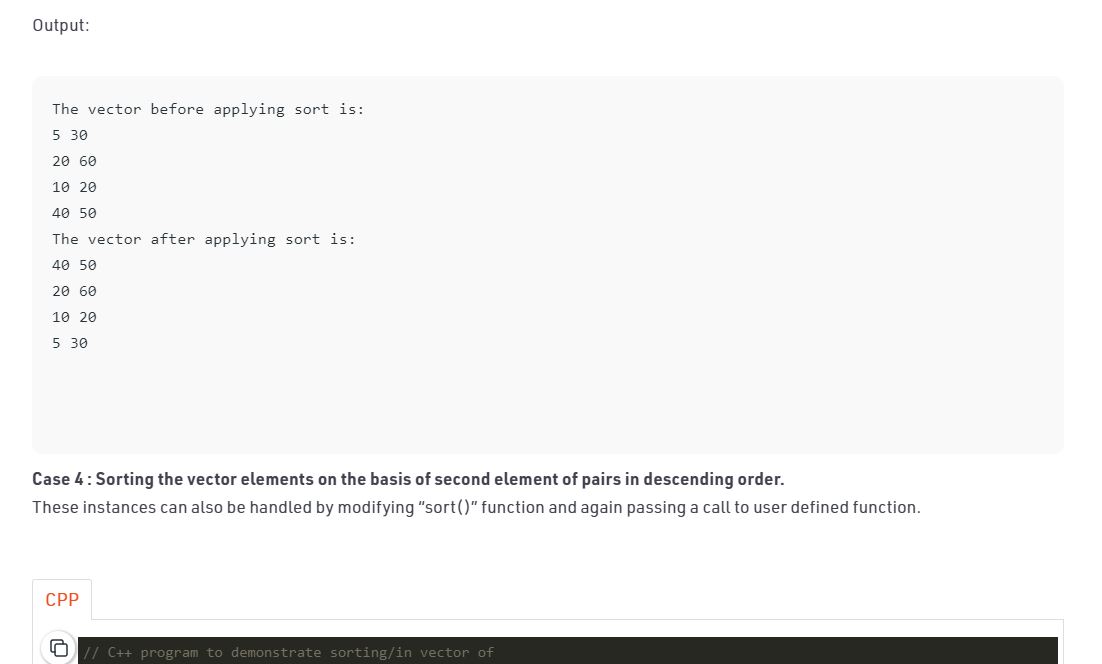 Output:
The vector before applying sort is:
5 30
20 60
10 20
40 50
The vector after applying sort is:
40 50
20 60
10 20
5 30
Case 4 : Sorting the vector elements on the basis of second element of pairs in descending order.
These instances can also be handled by modifying “sort()” function and again passing a call to user defined function.
CPP
// C++ program to demonstrate sorting/in vector of